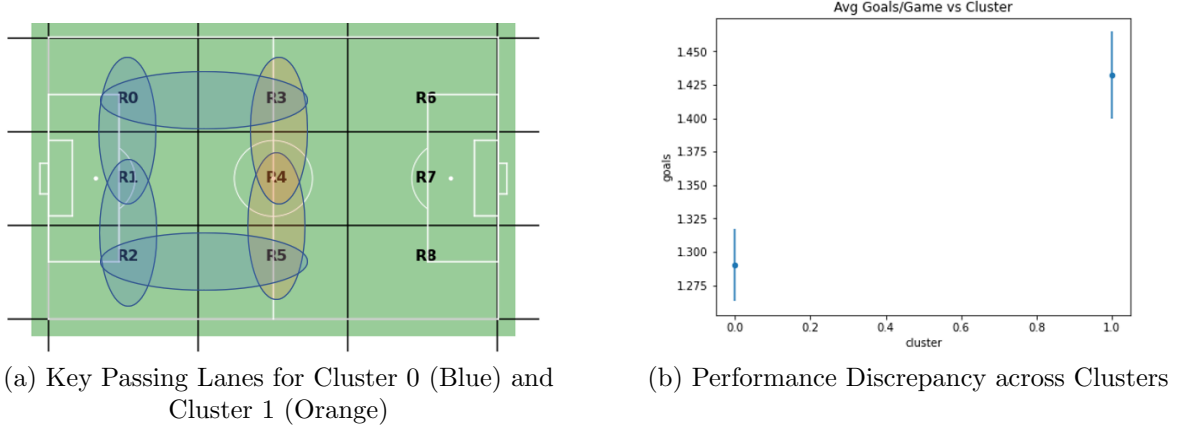 R0 R3 R6
R1 R4 R7
R2 R5 R8
(a) Key Passing Lanes for Cluster 0 (Blue) and
Cluster 1 (Orange)
Avg Goals/Game vs Cluster
goals
1.450
1.425
1.400
1.375
1.350
1.325
1.300
1.275
0.0 0.2 0.4 0.6 0.8 1.0
cluster
(b) Performance Discrepancy across Clusters